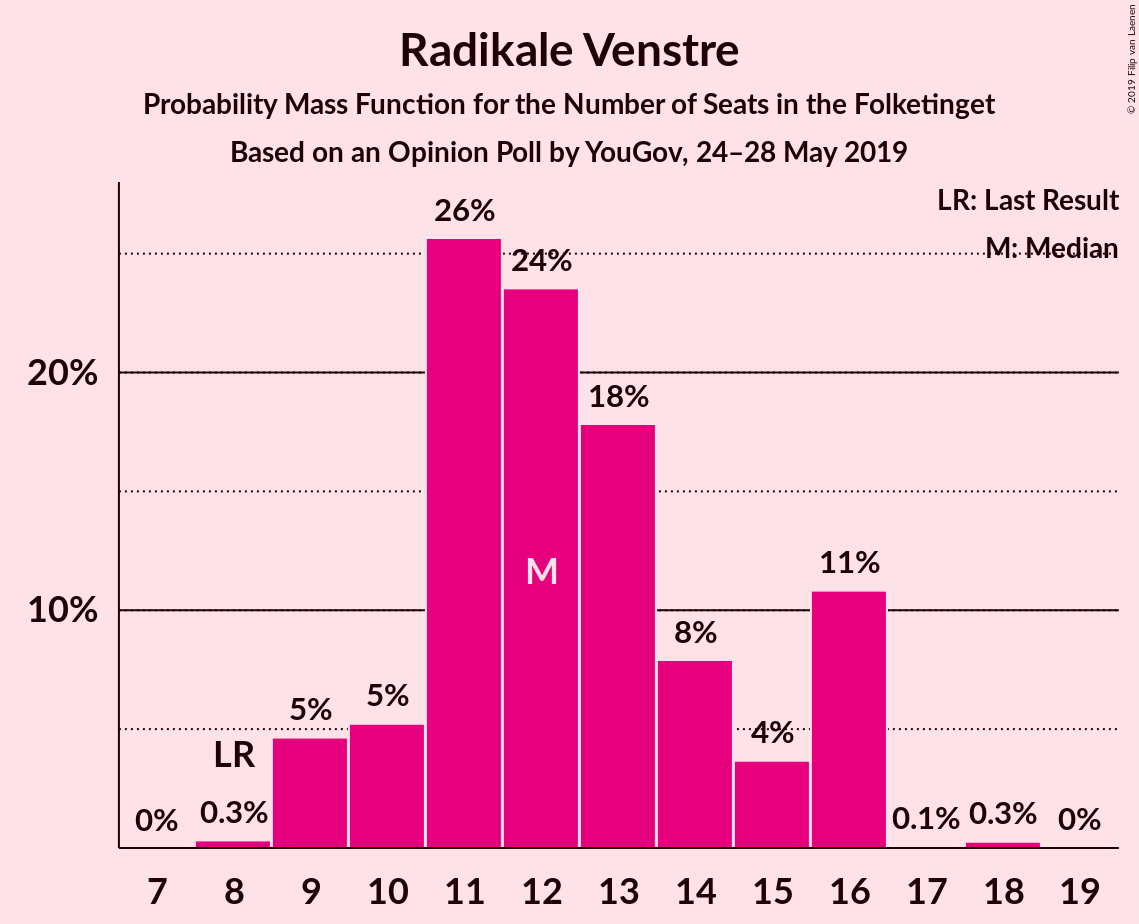 Radikale Venstre
Probability Mass Function for the Number of Seats in the Folketinget
Based on an Opinion Poll by YouGov, 24–28 May 2019
© 2019 Filip van Laenen
LR: Last Result
M: Median
26%
24%
20%
18%
M
11%
10%
8%
5%
5%
4%
LR
0%
0.3%
0.1%
0.3%
0%
7 8 9 10 11 12 13 14 15 16 17 18 19